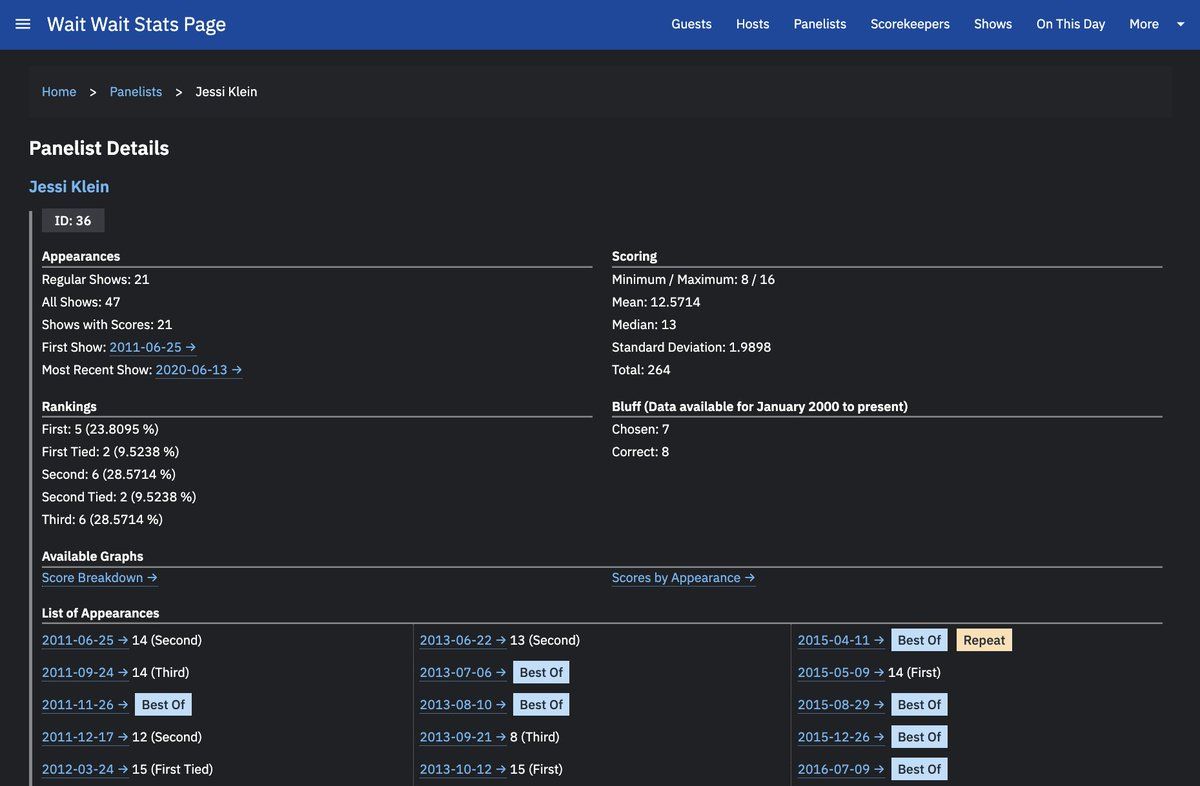 Wait Wait Stats Page
Guests Hosts Panelists Scorekeepers Shows On This Day More
Home > Panelists > Jessi Klein
Panelist Details
Jessi Klein
ID: 36
Appearances
Regular Shows: 21
All Shows: 47
Shows with Scores: 21
First Show: 2011-06-25 →
Most Recent Show: 2020-06-13 →
Scoring
Minimum / Maximum: 8 / 16
Mean: 12.5714
Median: 13
Standard Deviation: 1.9898
Total: 264
Rankings
First: 5 (23.8095 %)
First Tied: 2 (9.5238 %)
Second: 6 (28.5714 %)
Second Tied: 2 (9.5238 %)
Third: 6 (28.5714 %)
Bluff (Data available for January 2000 to present)
Chosen: 7
Correct: 8
Available Graphs
Score Breakdown →
Scores by Appearance →
List of Appearances
2011-06-25 → 14 (Second)
2011-09-24 → 14 (Third)
2011-11-26 → Best Of
2011-12-17 → 12 (Second)
2012-03-24 → 15 (First Tied)
2013-06-22 → 13 (Second)
2013-07-06 → Best Of
2013-08-10 → Best Of
2013-09-21 → 8 (Third)
2013-10-12 → 15 (First)
2015-04-11 → Best Of Repeat
2015-05-09 → 14 (First)
2015-08-29 → Best Of
2015-12-26 → Best Of
2016-07-09 → Best Of